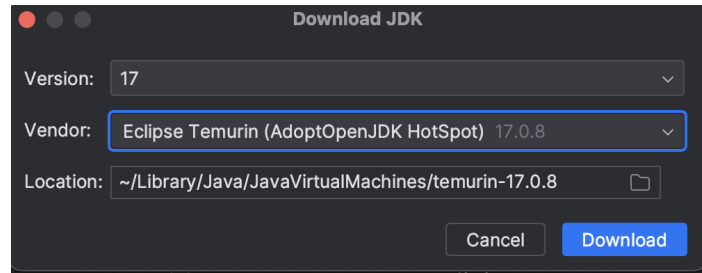 Download JDK
Version: 17
Vendor: Eclipse Temurin (AdoptOpenJDK HotSpot) 17.0.8
Location: ~/Library/Java/JavaVirtualMachines/temurin-17.0.8
Cancel Download